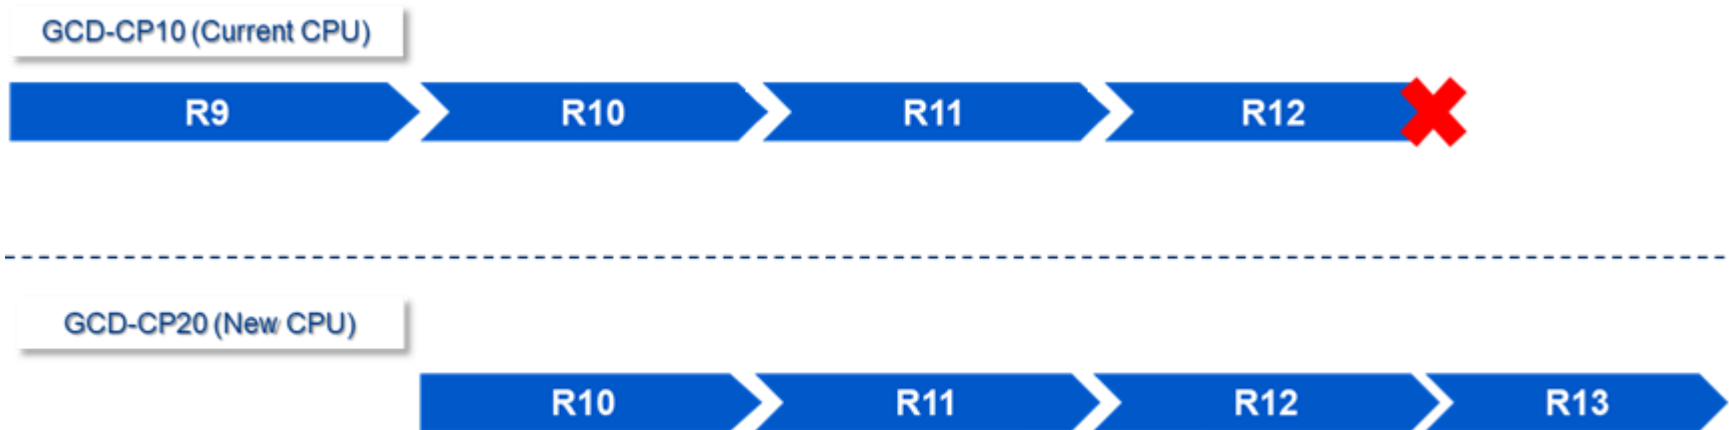 GCD-CP10 (Current CPU)
R9 R10 R11 R12
GCD-CP20 (New CPU)
R10 R11 R12 R13